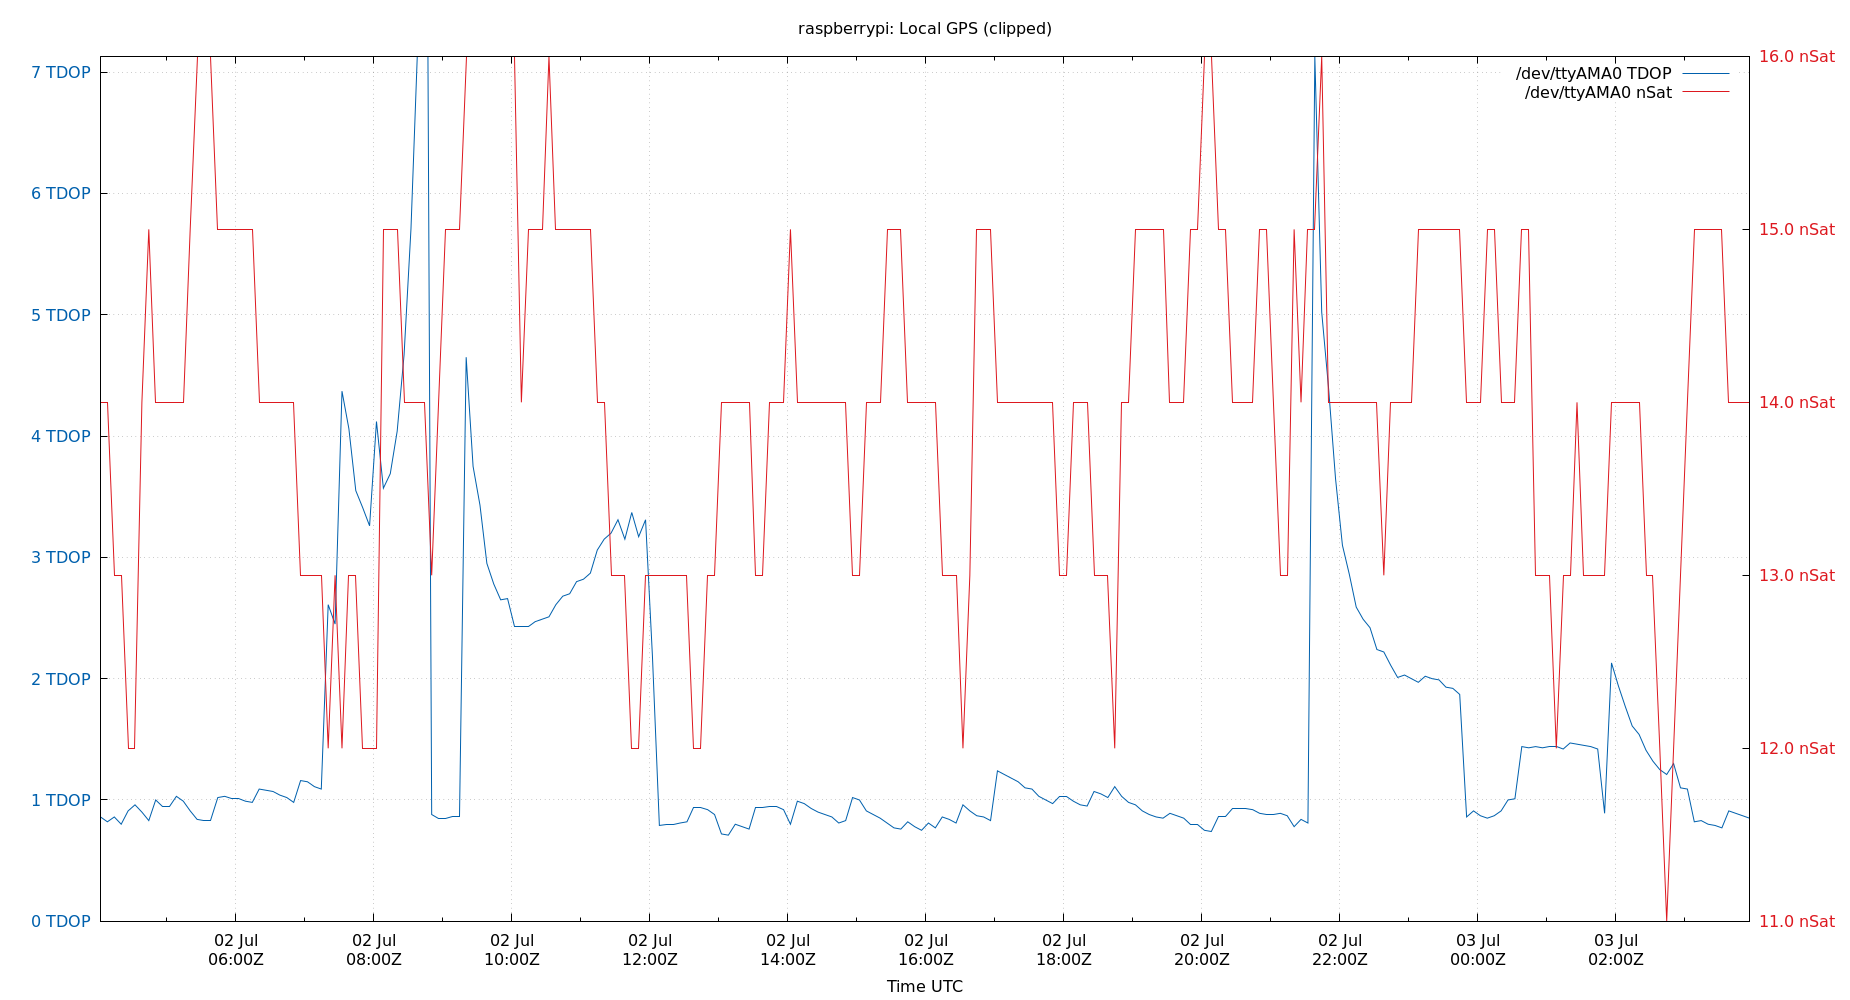 raspberrypi: Local GPS (clipped)
7 TDOP
6 TDOP
5 TDOP
4 TDOP
3 TDOP
2 TDOP
1 TDOP
0 TDOP
16.0 nSat
15.0 nSat
14.0 nSat
13.0 nSat
12.0 nSat
11.0 nSat
/dev/ttyAMA0 TDOP
/dev/ttyAMA0 nSat
02 Jul
06:00Z
02 Jul
08:00Z
02 Jul
10:00Z
02 Jul
12:00Z
02 Jul
14:00Z
02 Jul
16:00Z
02 Jul
18:00Z
02 Jul
20:00Z
02 Jul
22:00Z
03 Jul
00:00Z
03 Jul
02:00Z
Time UTC